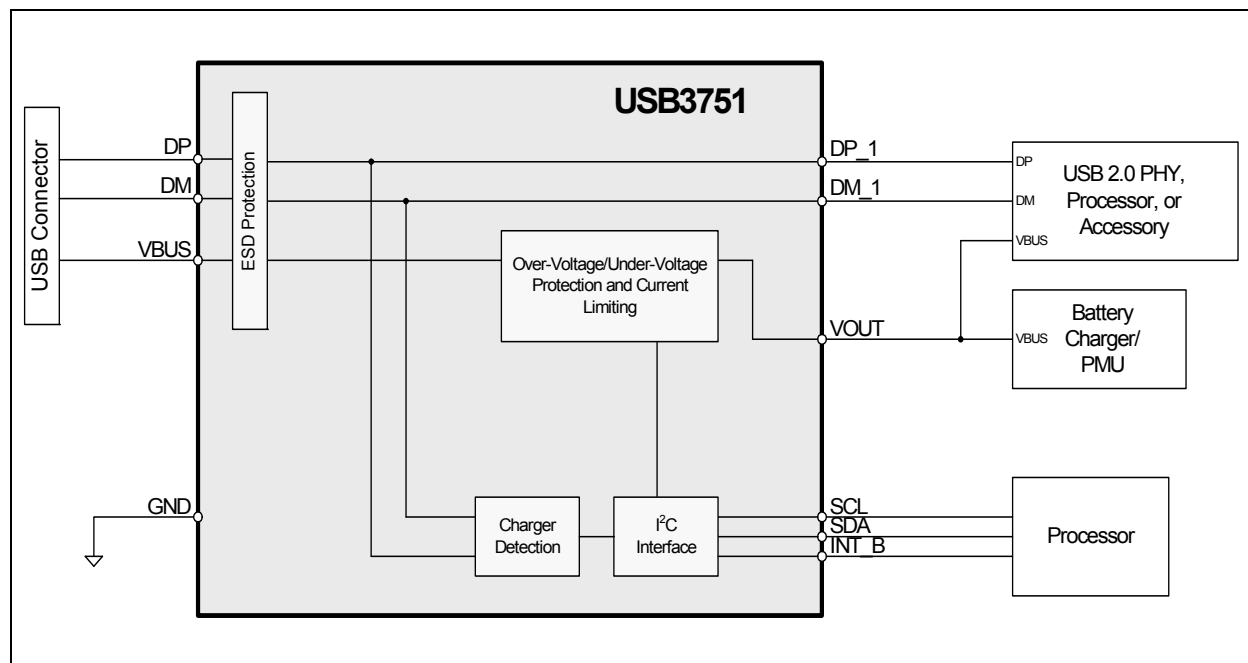 USB3751
USB Connector
DP
DM
VBUS
GND
ESD Protection
Over-Voltage/Under-Voltage
Protection and Current
Limiting
Charger
Detection
I²C
Interface
DP_1
DM_1
VOUT
SCL
SDA
INT_B
DP
DM
VBUS
USB 2.0 PHY,
Processor, or
Accessory
VBUS
Battery
Charger/
PMU
Processor